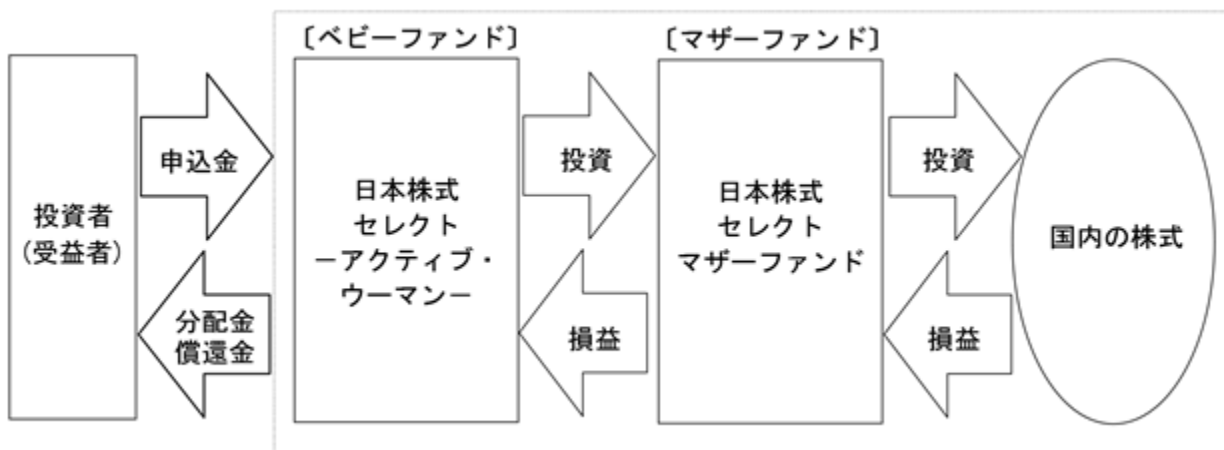 〔ベビーファンド〕
〔マザーファンド〕
投資者
（受益者）
申込金
分配金
償還金
日本株式
セレクト
－アクティブ・
ウーマン－
投資
損益
日本株式
セレクト
マザーファンド
投資
損益
国内の株式